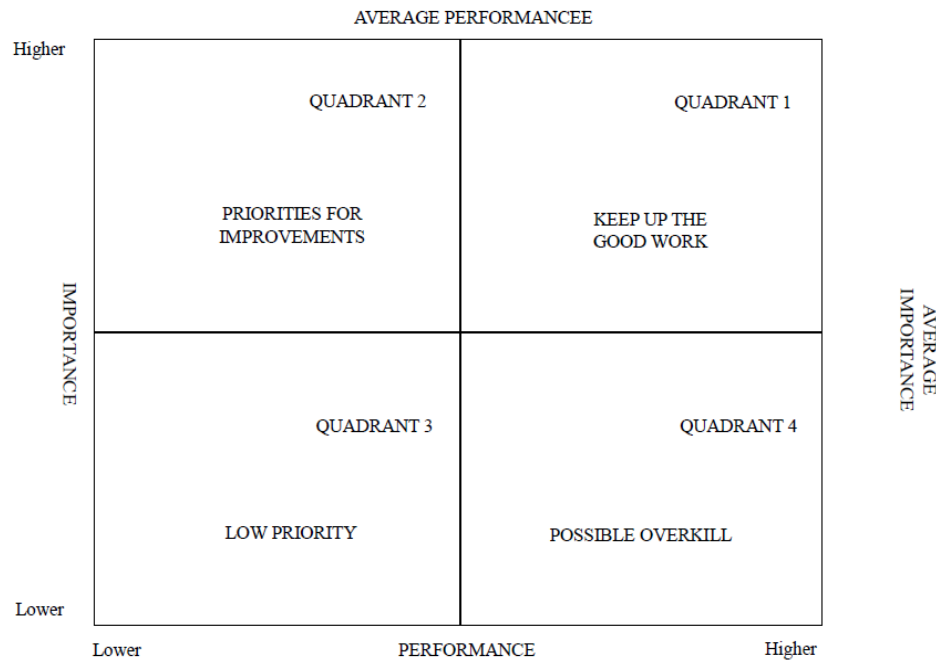 AVERAGE PERFORMANCEE
Higher
QUADRANT 2
QUADRANT 1
PRIORITIES FOR
IMPROVEMENTS
KEEP UP THE
GOOD WORK
IMPORTANCE
AVERAGE
IMPORTANCE
QUADRANT 3
QUADRANT 4
LOW PRIORITY
POSSIBLE OVERKILL
Lower
Lower
PERFORMANCE
Higher